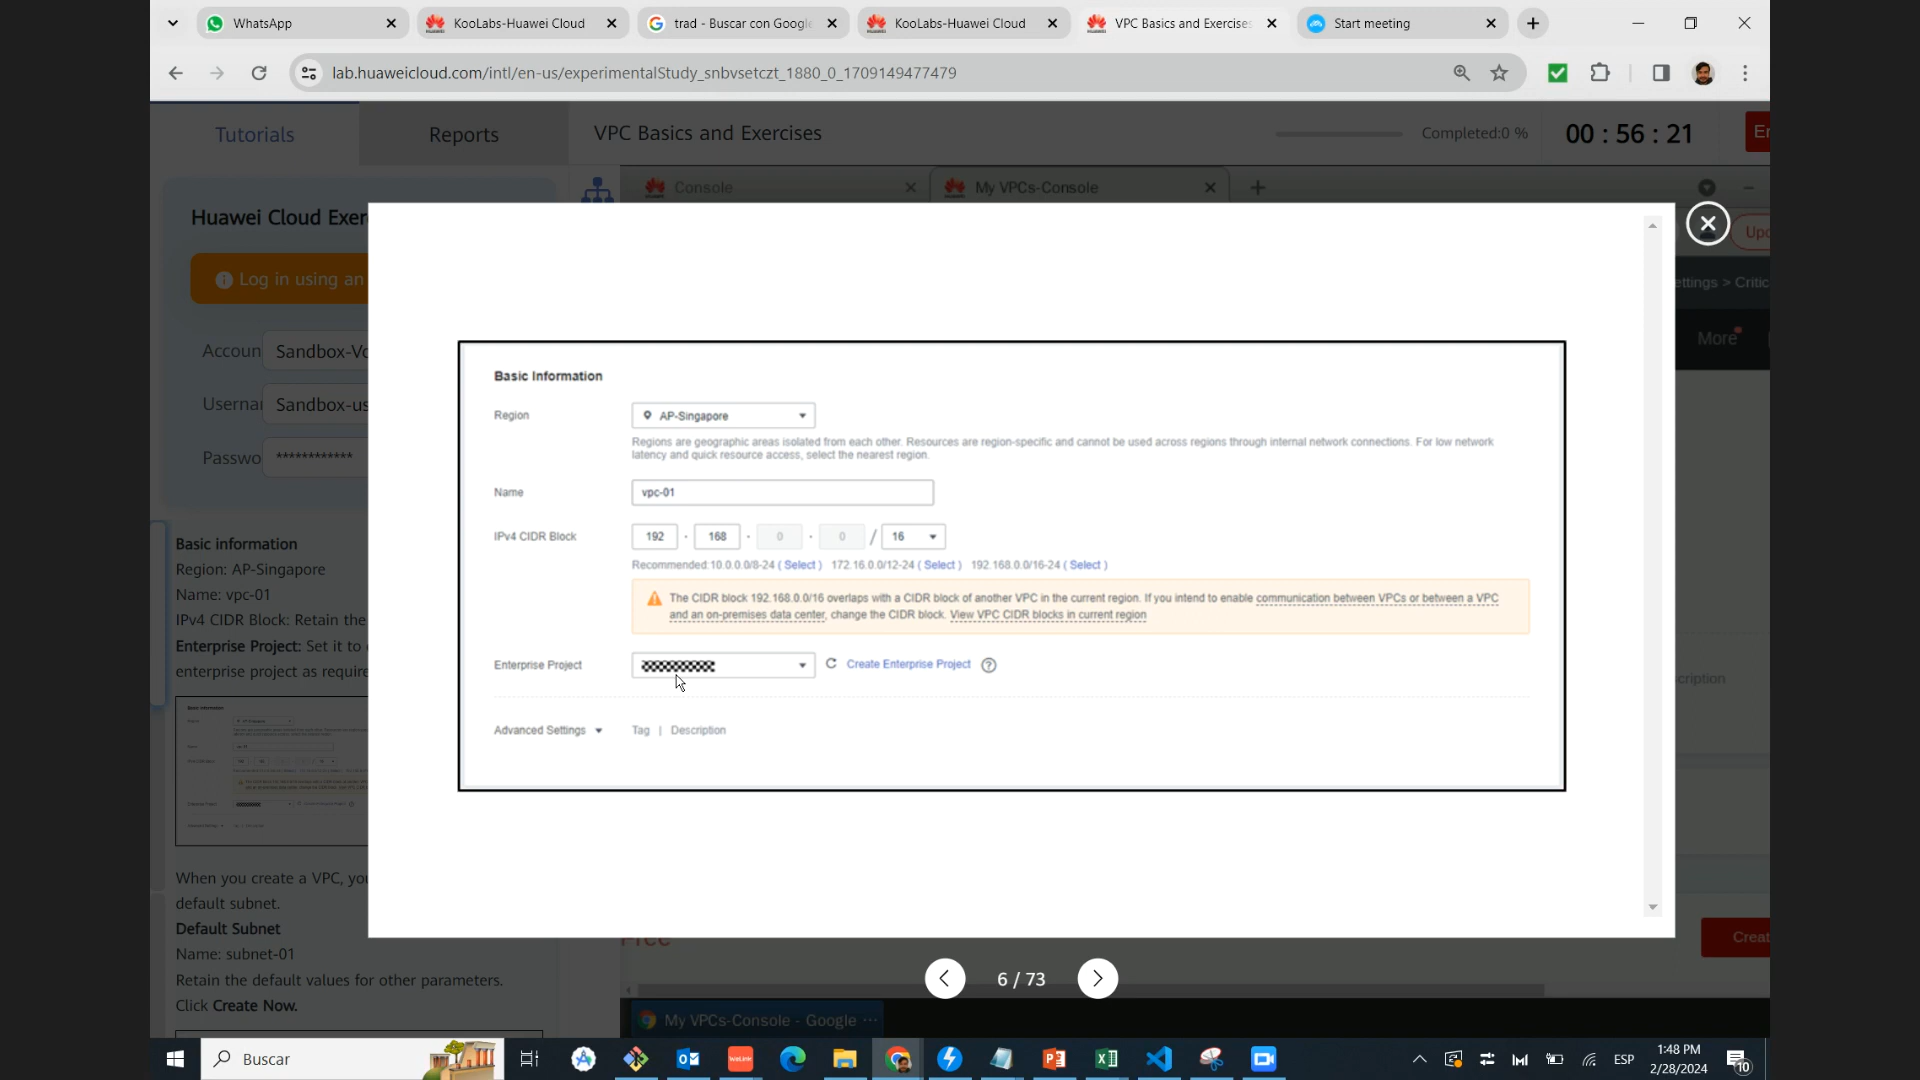 WhatsApp
KooLabs-Huawei Cloud
trad - Buscar con Google
KooLabs-Huawei Cloud
VPC Basics and Exercises
Start meeting
lab.huaweicloud.com/intl/en-us/experimentalStudy_snbvsetczt_1880_0_1709149477479
Tutorials
Reports
VPC Basics and Exercises
Completed:0 %
00 : 56 : 21
Console
My VPCs-Console
Huawei Cloud Exer
Log in using an
Accoun
Sandbox-Vo
Usernar
Sandbox-us
Passwo
************
ettings > Critic
More
Basic Information
Region
AP-Singapore
Regions are geographic areas isolated from each other. Resources are region-specific and cannot be used across regions through internal network connections. For low network
latency and quick resource access, select the nearest region.
Name
vpc-01
IPv4 CIDR Block
192 . 168 . 0 . 0 / 16
Recommended:10.0.0.0/8-24 ( Select ) 172.16.0.0/12-24 ( Select ) 192.168.0.0/16-24 ( Select )
The CIDR block 192.168.0.0/16 overlaps with a CIDR block of another VPC in the current region. If you intend to enable communication between VPCs or between a VPC
and an on-premises data center, change the CIDR block. View VPC CIDR blocks in current region
Enterprise Project
Create Enterprise Project
Advanced Settings
Tag | Description
Basic information
Region: AP-Singapore
Name: vpc-01
IPv4 CIDR Block: Retain the
Enterprise Project: Set it to
enterprise project as require
When you create a VPC, you
default subnet.
Default Subnet
Name: subnet-01
Retain the default values for other parameters.
Click Create Now.
cription
Free
Creat
6 / 73
My VPCs-Console - Google ...
Buscar
WeLink
ESP
1:48 PM
2/28/2024
10